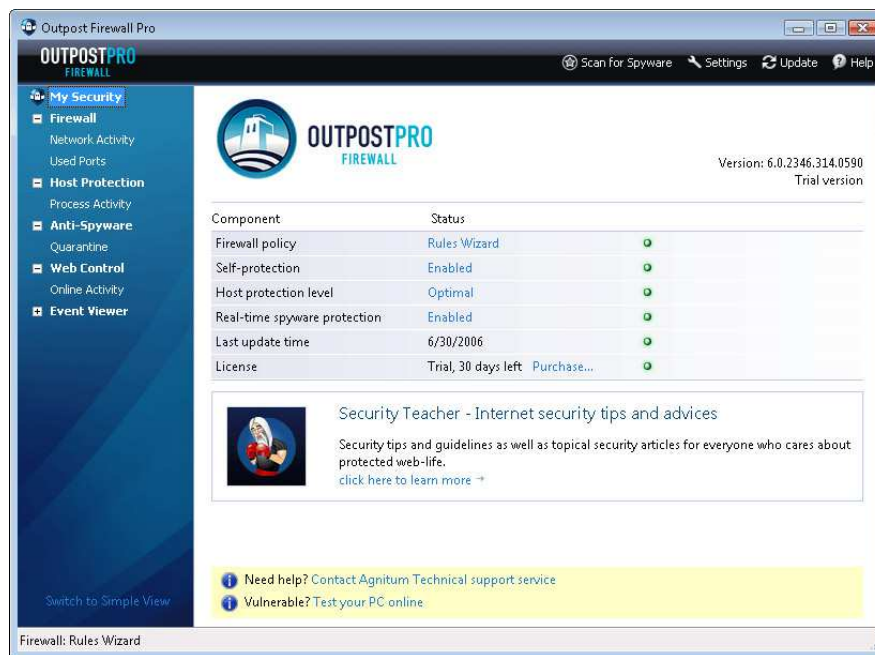 Outpost Firewall Pro
OUTPOSTPRO
FIREWALL
Scan for Spyware Settings Update Help
My Security
Firewall
Network Activity
Used Ports
Host Protection
Process Activity
Anti-Spyware
Quarantine
Web Control
Online Activity
Event Viewer
Switch to Simple View
OUTPOSTPRO
FIREWALL
Version: 6.0.2346.314.0590
Trial version
Component Status
Firewall policy Rules Wizard
Self-protection Enabled
Host protection level Optimal
Real-time spyware protection Enabled
Last update time 6/30/2006
License Trial, 30 days left Purchase...
Security Teacher - Internet security tips and advices
Security tips and guidelines as well as topical security articles for everyone who cares about
protected web-life.
click here to learn more →
Need help? Contact Agnitum Technical support service
Vulnerable? Test your PC online
Firewall: Rules Wizard